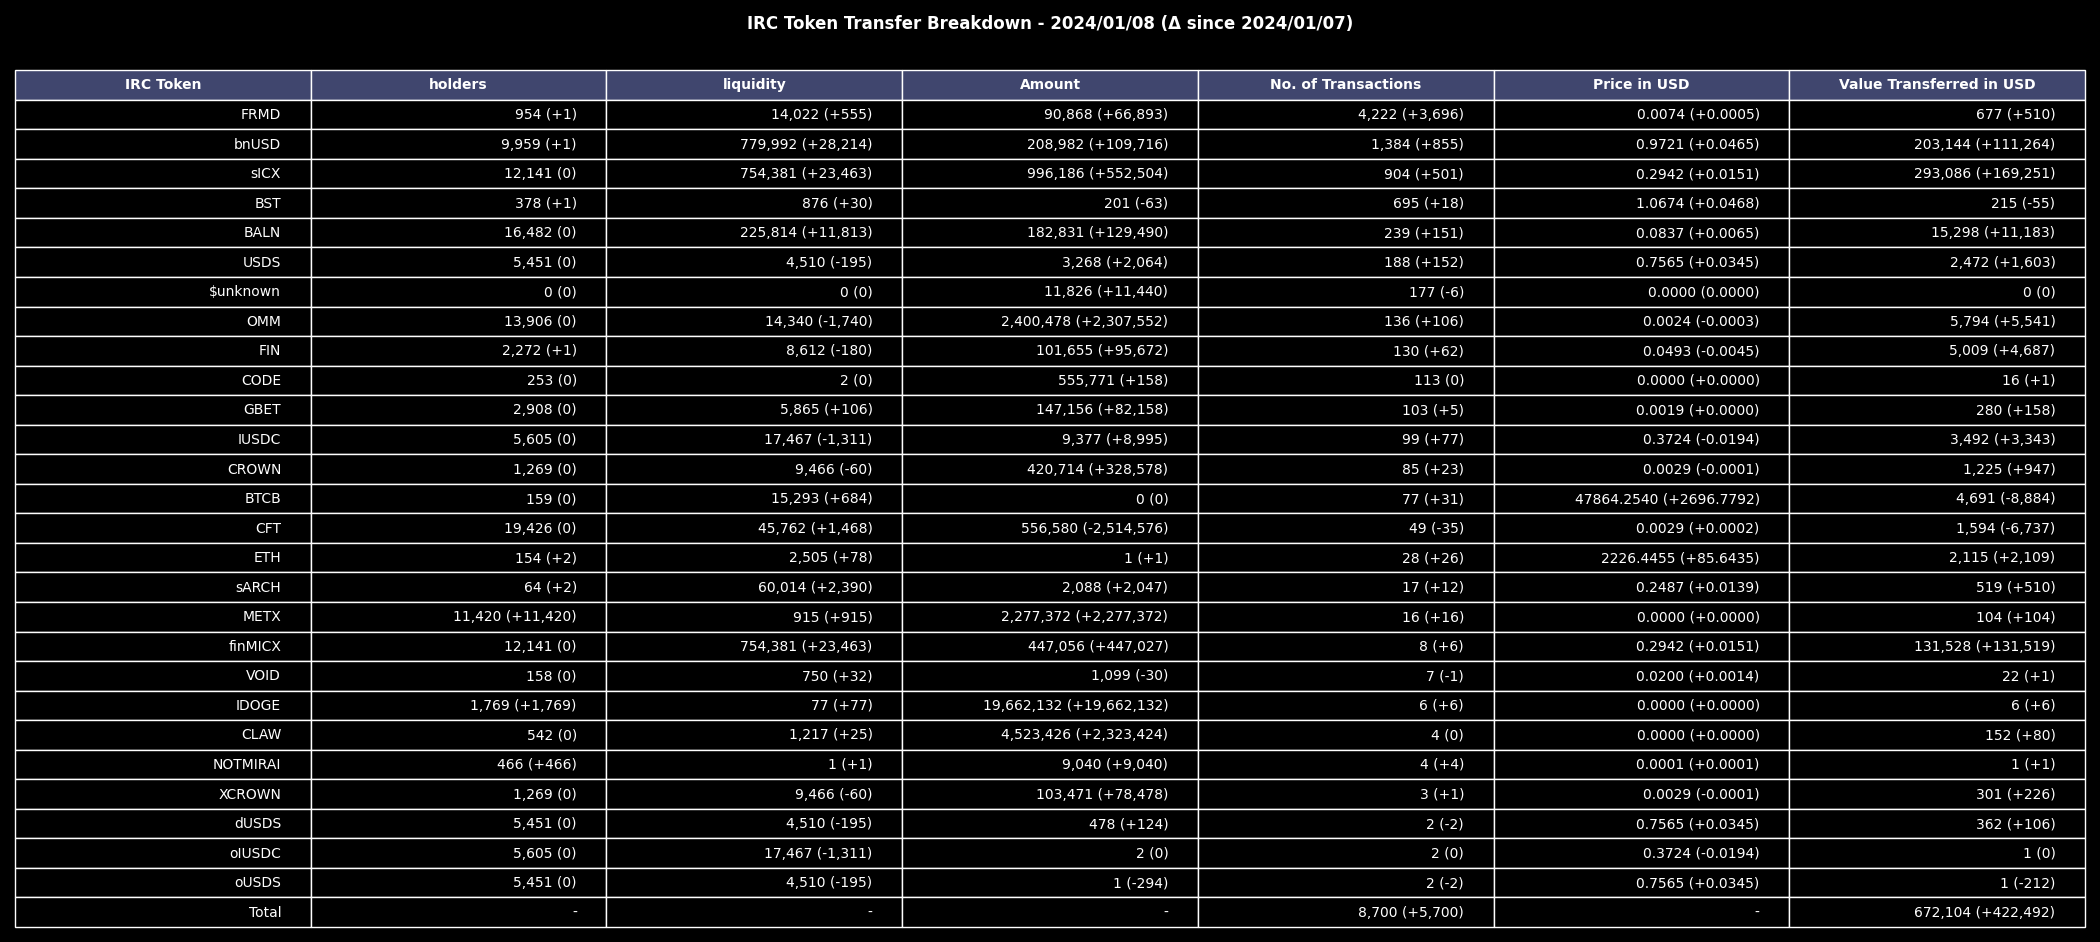 IRC Token Transfer Breakdown - 2024/01/08 (Δ since 2024/01/07)
IRC Token holders liquidity Amount No. of Transactions Price in USD Value Transferred in USD
FRMD 954 (+1) 14,022 (+555) 90,868 (+66,893) 4,222 (+3,696) 0.0074 (+0.0005) 677 (+510)
bnUSD 9,959 (+1) 779,992 (+28,214) 208,982 (+109,716) 1,384 (+855) 0.9721 (+0.0465) 203,144 (+111,264)
sICX 12,141 (0) 754,381 (+23,463) 996,186 (+552,504) 904 (+501) 0.2942 (+0.0151) 293,086 (+169,251)
BST 378 (+1) 876 (+30) 201 (-63) 695 (+18) 1.0674 (+0.0468) 215 (-55)
BALN 16,482 (0) 225,814 (+11,813) 182,831 (+129,490) 239 (+151) 0.0837 (+0.0065) 15,298 (+11,183)
USDS 5,451 (0) 4,510 (-195) 3,268 (+2,064) 188 (+152) 0.7565 (+0.0345) 2,472 (+1,603)
$unknown 0 (0) 0 (0) 11,826 (+11,440) 177 (-6) 0.0000 (0.0000) 0 (0)
OMM 13,906 (0) 14,340 (-1,740) 2,400,478 (+2,307,552) 136 (+106) 0.0024 (-0.0003) 5,794 (+5,541)
FIN 2,272 (+1) 8,612 (-180) 101,655 (+95,672) 130 (+62) 0.0493 (-0.0045) 5,009 (+4,687)
CODE 253 (0) 2 (0) 555,771 (+158) 113 (0) 0.0000 (+0.0000) 16 (+1)
GBET 2,908 (0) 5,865 (+106) 147,156 (+82,158) 103 (+5) 0.0019 (+0.0000) 280 (+158)
IUSDC 5,605 (0) 17,467 (-1,311) 9,377 (+8,995) 99 (+77) 0.3724 (-0.0194) 3,492 (+3,343)
CROWN 1,269 (0) 9,466 (-60) 420,714 (+328,578) 85 (+23) 0.0029 (-0.0001) 1,225 (+947)
BTCB 159 (0) 15,293 (+684) 0 (0) 77 (+31) 47864.2540 (+2696.7792) 4,691 (-8,884)
CFT 19,426 (0) 45,762 (+1,468) 556,580 (-2,514,576) 49 (-35) 0.0029 (+0.0002) 1,594 (-6,737)
ETH 154 (+2) 2,505 (+78) 1 (+1) 28 (+26) 2226.4455 (+85.6435) 2,115 (+2,109)
sARCH 64 (+2) 60,014 (+2,390) 2,088 (+2,047) 17 (+12) 0.2487 (+0.0139) 519 (+510)
METX 11,420 (+11,420) 915 (+915) 2,277,372 (+2,277,372) 16 (+16) 0.0000 (+0.0000) 104 (+104)
finMICX 12,141 (0) 754,381 (+23,463) 447,056 (+447,027) 8 (+6) 0.2942 (+0.0151) 131,528 (+131,519)
VOID 158 (0) 750 (+32) 1,099 (-30) 7 (-1) 0.0200 (+0.0014) 22 (+1)
IDOGE 1,769 (+1,769) 77 (+77) 19,662,132 (+19,662,132) 6 (+6) 0.0000 (+0.0000) 6 (+6)
CLAW 542 (0) 1,217 (+25) 4,523,426 (+2,323,424) 4 (0) 0.0000 (+0.0000) 152 (+80)
NOTMIRAI 466 (+466) 1 (+1) 9,040 (+9,040) 4 (+4) 0.0001 (+0.0001) 1 (+1)
XCROWN 1,269 (0) 9,466 (-60) 103,471 (+78,478) 3 (+1) 0.0029 (-0.0001) 301 (+226)
dUSDS 5,451 (0) 4,510 (-195) 478 (+124) 2 (-2) 0.7565 (+0.0345) 362 (+106)
oIUSDC 5,605 (0) 17,467 (-1,311) 2 (0) 2 (0) 0.3724 (-0.0194) 1 (0)
oUSDS 5,451 (0) 4,510 (-195) 1 (-294) 2 (-2) 0.7565 (+0.0345) 1 (-212)
Total - - - 8,700 (+5,700) - 672,104 (+422,492)